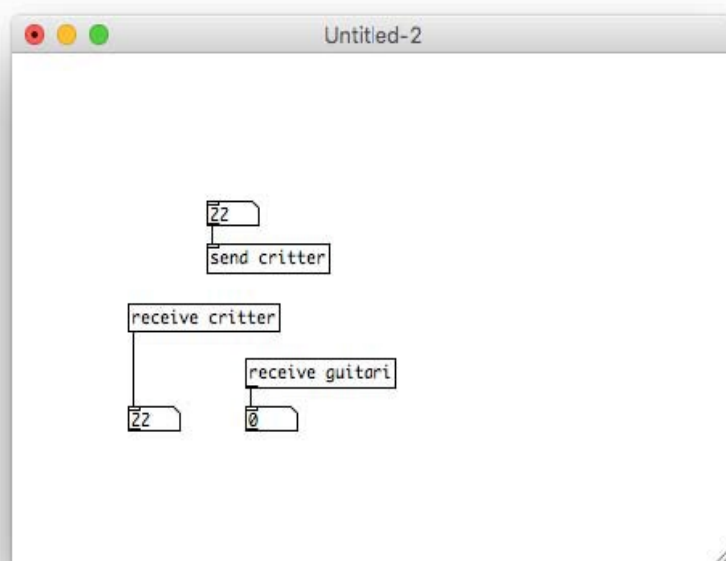 Untitled-2
22
send critter
receive critter
receive guitari
22
0